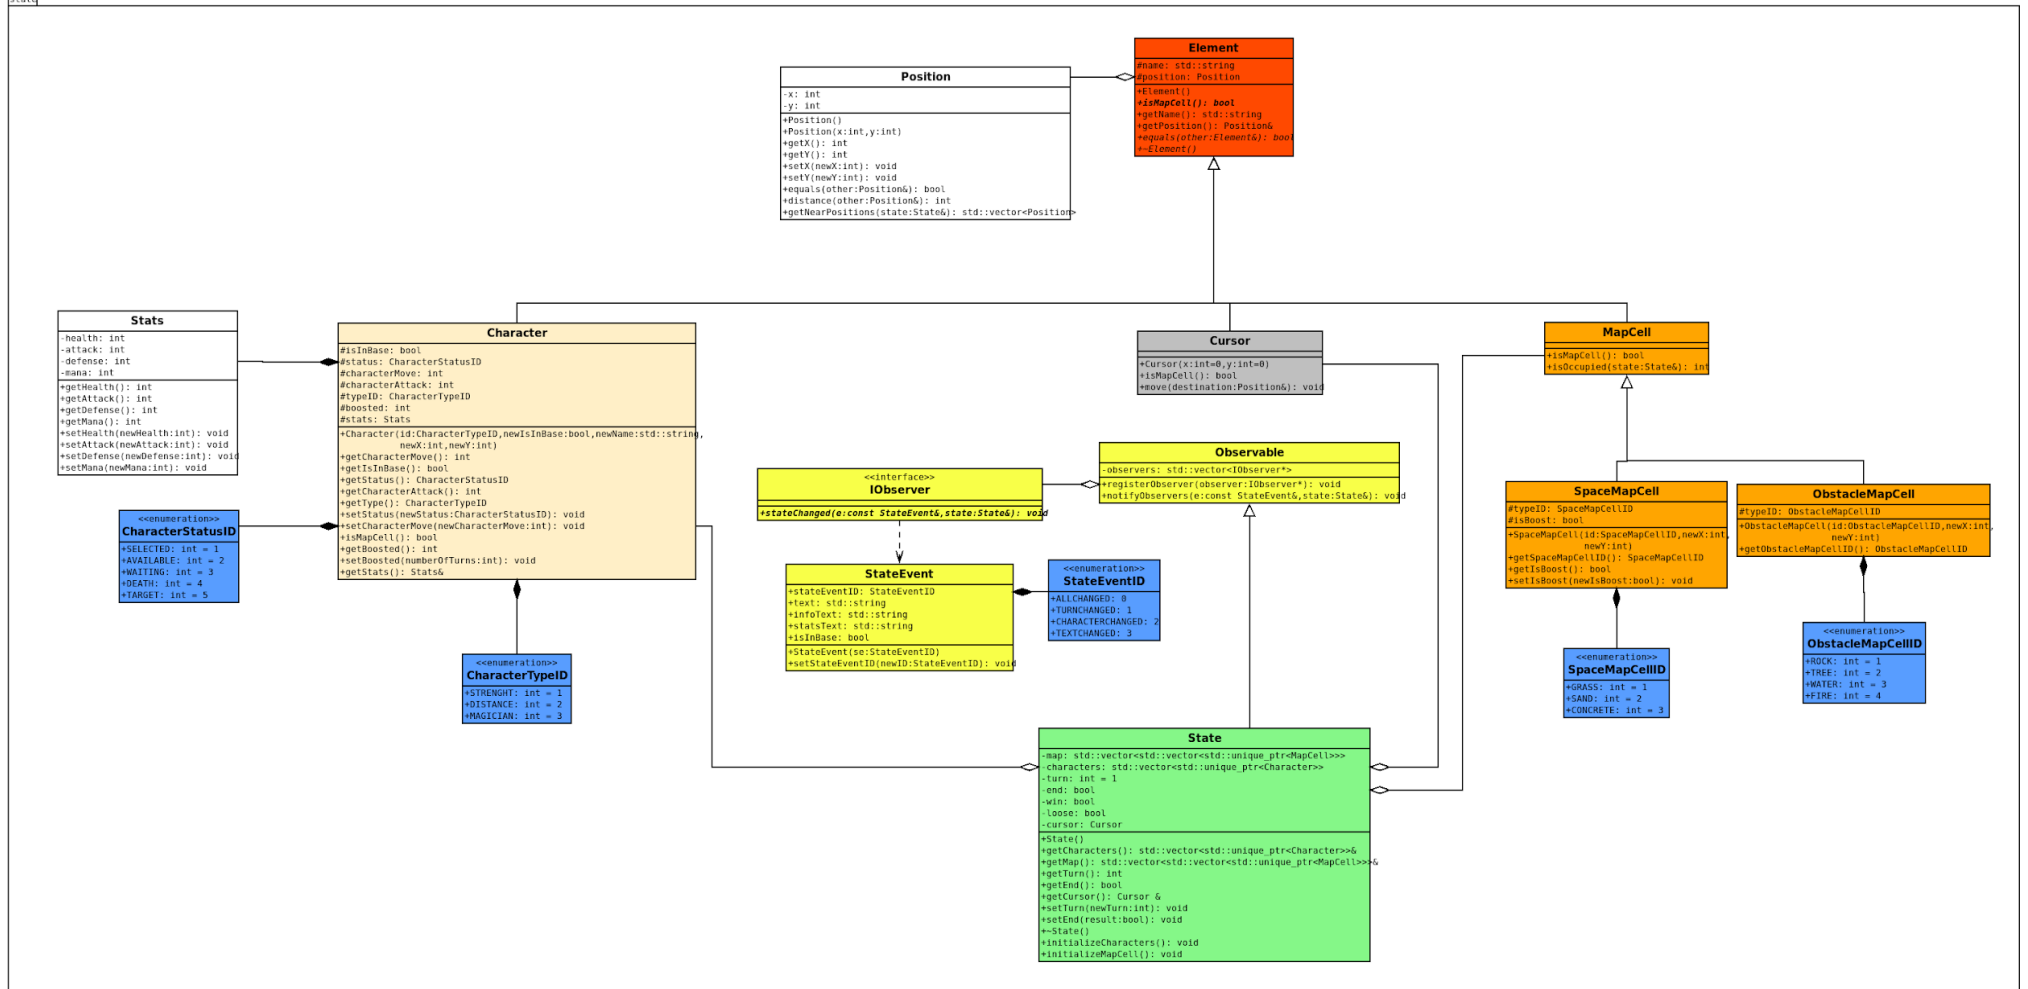 state
Element
#name: std::string
#position: Position
+Element()
+isMapCell(): bool
+getName(): std::string
+getPosition(): Position&
+equals(other:Element&): bool
+~Element()
Position
-x: int
-y: int
+Position()
+Position(x:int,y:int)
+getX(): int
+getY(): int
+setX(newX:int): void
+setY(newY:int): void
+equals(other:Position&): bool
+distance(other:Position&): int
+getNearPositions(state:State&): std::vector<Position>
Stats
-health: int
-attack: int
-defense: int
-mana: int
+getHealth(): int
+getAttack(): int
+getDefense(): int
+getMana(): int
+setHealth(newHealth:int): void
+setAttack(newAttack:int): void
+setDefense(newDefense:int): void
+setMana(newMana:int): void
Character
#isInBase: bool
#status: CharacterStatusID
#characterMove: int
#characterAttack: int
#typeID: CharacterTypeID
#boosted: int
#stats: Stats
+Character(id:CharacterTypeID,newIsInBase:bool,newName:std::string,
newX:int,newY:int)
+getCharacterMove(): int
+getIsInBase(): bool
+getStatus(): CharacterStatusID
+getCharacterAttack(): int
+getType(): CharacterTypeID
+setStatus(newStatus:CharacterStatusID): void
+setCharacterMove(newCharacterMove:int): void
+isMapCell(): bool
+getBoosted(): int
+setBoosted(numberOfTurns:int): void
+getStats(): Stats&
Cursor
+Cursor(x:int=0,y:int=0)
+isMapCell(): bool
+move(destination:Position&): void
MapCell
+isMapCell(): bool
+isOccupied(state:State&): int
<<enumeration>>
CharacterStatusID
+SELECTED: int = 1
+AVAILABLE: int = 2
+WAITING: int = 3
+DEATH: int = 4
+TARGET: int = 5
<<interface>>
IObserver
+stateChanged(e:const StateEvent&,state:State&): void
Observable
-observers: std::vector<IObserver*>
+registerObserver(observer:IObserver*): void
+notifyObservers(e:const StateEvent&,state:State&): void
SpaceMapCell
#typeID: SpaceMapCellID
#isBoost: bool
+SpaceMapCell(id:SpaceMapCellID,newX:int,
newY:int)
+getSpaceMapCellID(): SpaceMapCellID
+getIsBoost(): bool
+setIsBoost(newIsBoost:bool): void
ObstacleMapCell
#typeID: ObstacleMapCellID
+ObstacleMapCell(id:ObstacleMapCellID,newX:int,
newY:int)
+getObstacleMapCellID(): ObstacleMapCellID
StateEvent
+stateEventID: StateEventID
+text: std::string
+infoText: std::string
+statsText: std::string
+isInBase: bool
+StateEvent(se:StateEventID)
+setStateEventID(newID:StateEventID): void
<<enumeration>>
StateEventID
+ALLCHANGED: 0
+TURNCHANGED: 1
+CHARACTERCHANGED: 2
+TEXTCHANGED: 3
<<enumeration>>
CharacterTypeID
+STRENGHT: int = 1
+DISTANCE: int = 2
+MAGICIAN: int = 3
<<enumeration>>
SpaceMapCellID
+GRASS: int = 1
+SAND: int = 2
+CONCRETE: int = 3
<<enumeration>>
ObstacleMapCellID
+ROCK: int = 1
+TREE: int = 2
+WATER: int = 3
+FIRE: int = 4
State
-map: std::vector<std::vector<std::unique_ptr<MapCell>>>
-characters: std::vector<std::unique_ptr<Character>>
-turn: int = 1
-end: bool
-win: bool
-loose: bool
-cursor: Cursor
+State()
+getCharacters(): std::vector<std::unique_ptr<Character>>&
+getMap(): std::vector<std::vector<std::unique_ptr<MapCell>>>&
+getTurn(): int
+getEnd(): bool
+getCursor(): Cursor &
+setTurn(newTurn:int): void
+setEnd(result:bool): void
+~State()
+initializeCharacters(): void
+initializeMapCell(): void